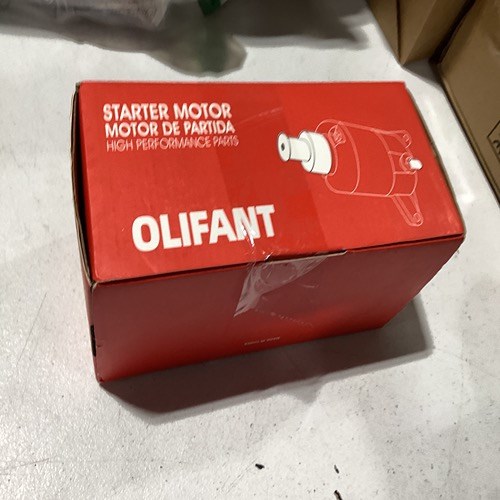 STARTER MOTOR
MOTOR DE PARTIDA
HIGH PERFORMANCE PARTS
OLIFANT